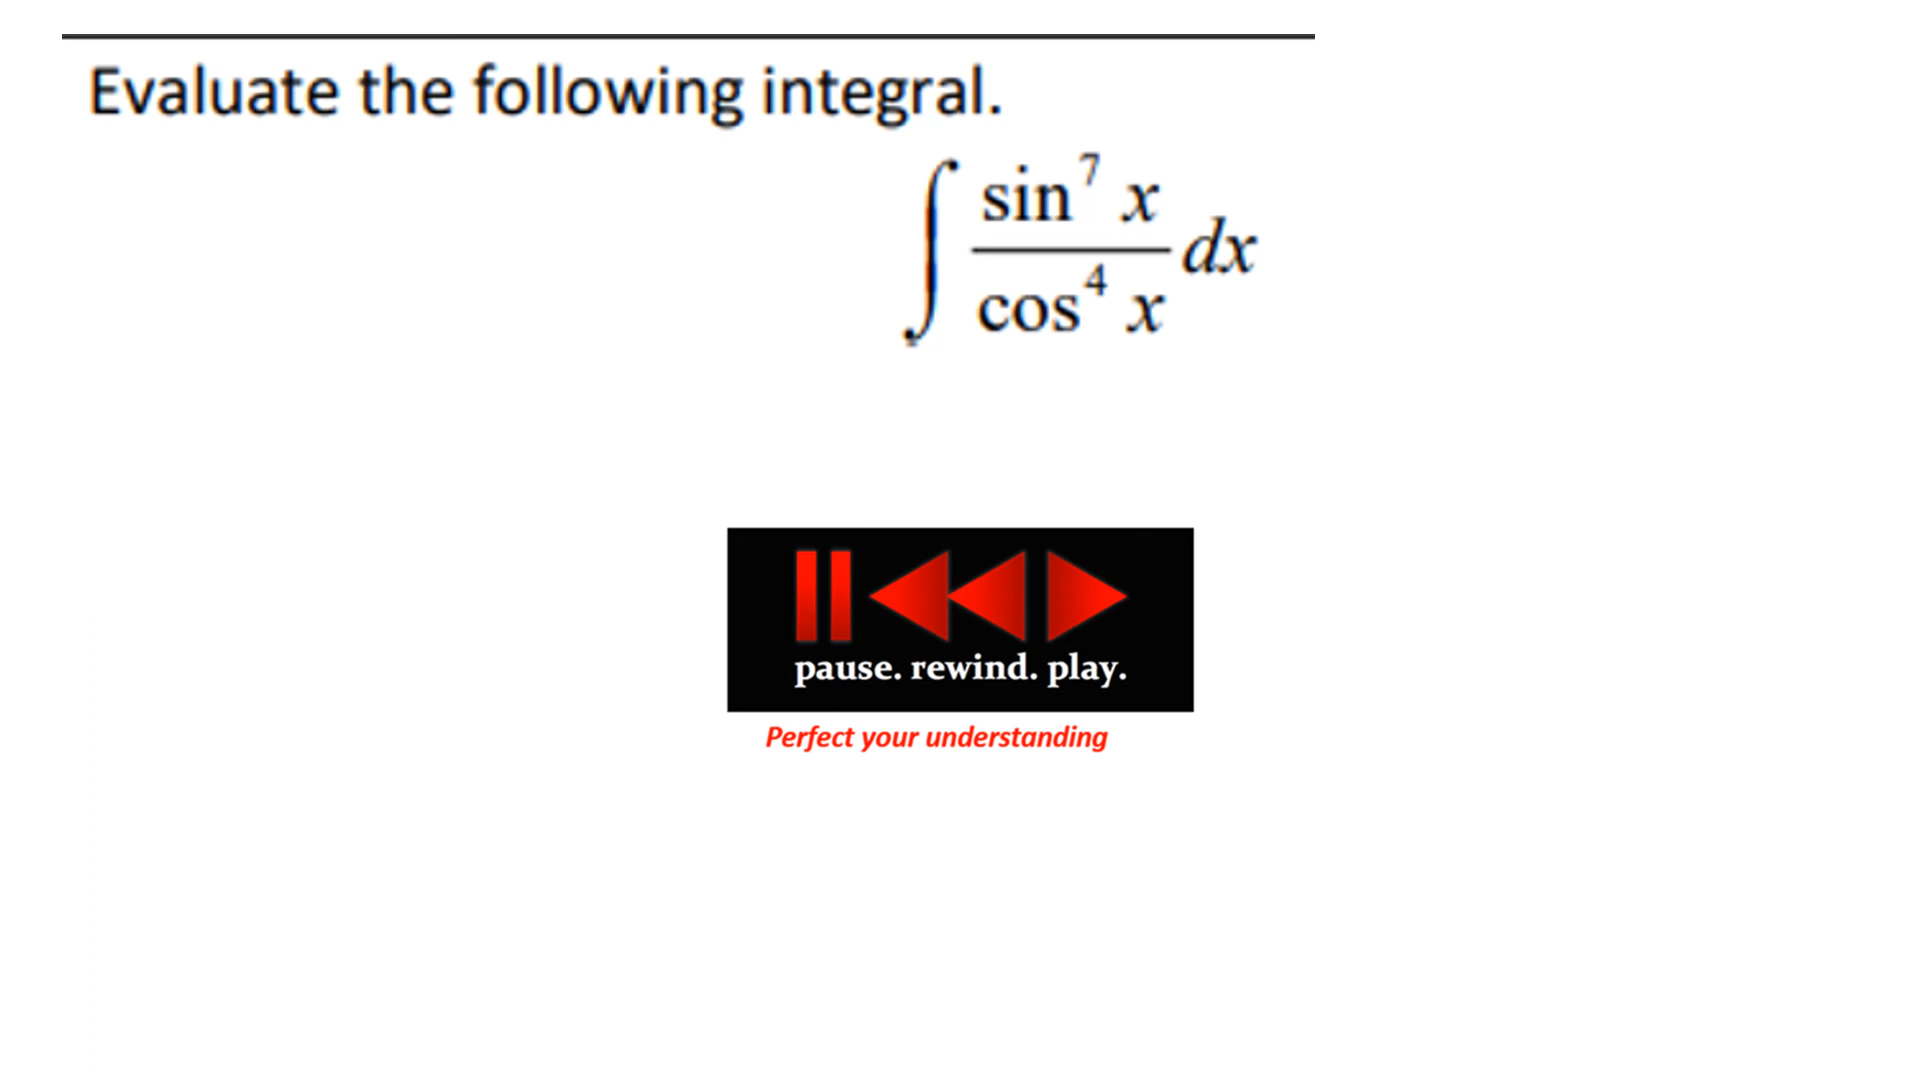 Evaluate the following integral.
∫ sin⁷ x / cos⁴ x dx
pause. rewind. play.
Perfect your understanding